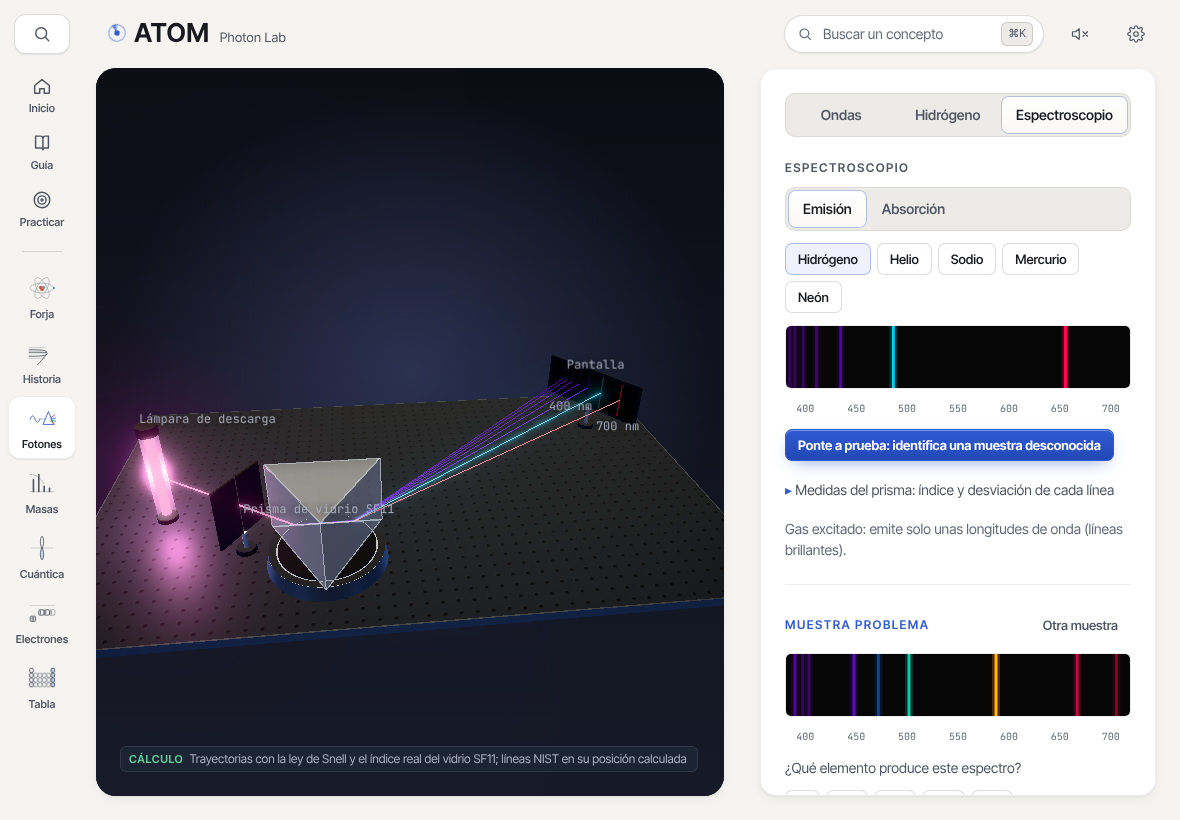 ATOM Photon Lab
Buscar un concepto ⌘K
Inicio
Guía
Practicar
Forja
Historia
Fotones
Masas
Cuántica
Electrones
Tabla
Pantalla
400 nm
700 nm
Lámpara de descarga
Prisma de vidrio SF11
CÁLCULO Trayectorias con la ley de Snell y el índice real del vidrio SF11; líneas NIST en su posición calculada
Ondas Hidrógeno Espectroscopio
ESPECTROSCOPIO
Emisión Absorción
Hidrógeno Helio Sodio Mercurio
Neón
400 450 500 550 600 650 700
Ponte a prueba: identifica una muestra desconocida
▸ Medidas del prisma: índice y desviación de cada línea
Gas excitado: emite solo unas longitudes de onda (líneas
brillantes).
MUESTRA PROBLEMA Otra muestra
400 450 500 550 600 650 700
¿Qué elemento produce este espectro?